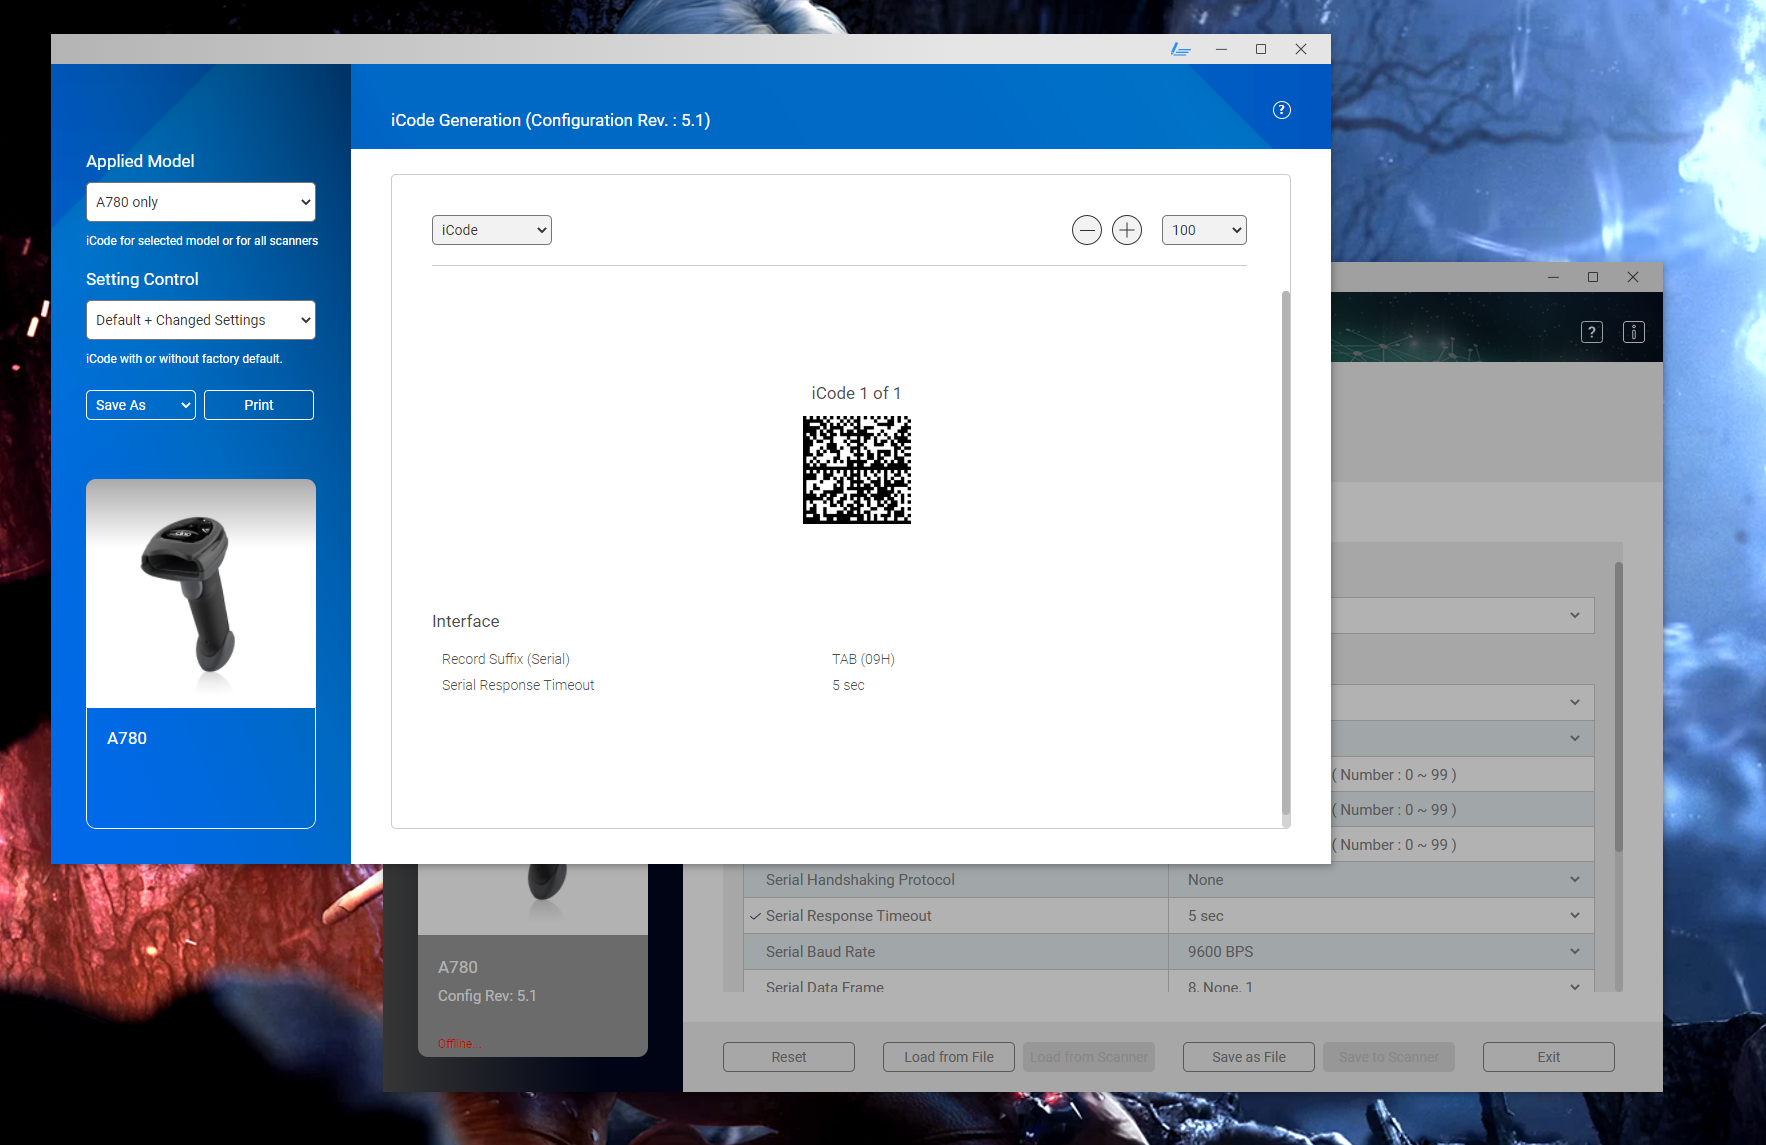 iCode Generation (Configuration Rev. : 5.1)
Applied Model
A780 only
iCode for selected model or for all scanners
Setting Control
Default + Changed Settings
iCode with or without factory default.
Save As
Print
A780
iCode
100
iCode 1 of 1
Interface
Record Suffix (Serial) TAB (09H)
Serial Response Timeout 5 sec
( Number : 0 ~ 99 )
( Number : 0 ~ 99 )
( Number : 0 ~ 99 )
Serial Handshaking Protocol None
Serial Response Timeout 5 sec
Serial Baud Rate 9600 BPS
Serial Data Frame 8, None, 1
A780
Config Rev: 5.1
Offline...
Reset
Load from File
Load from Scanner
Save as File
Save to Scanner
Exit